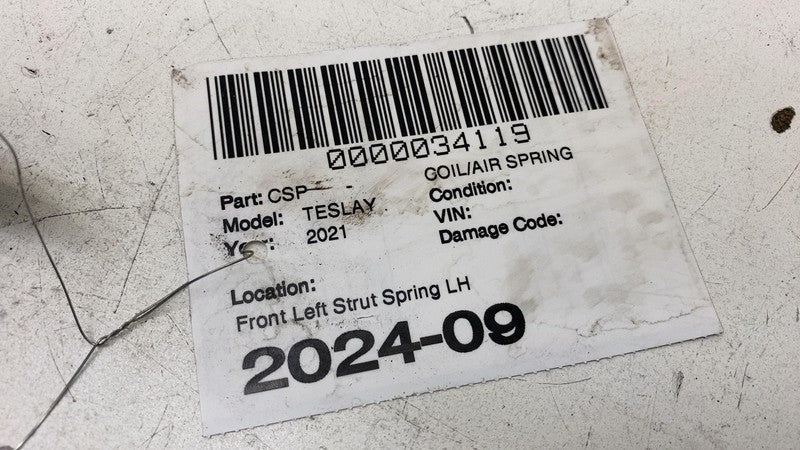 0000034119
Part: CSP - COIL/AIR SPRING
Model: TESLAY Condition:
Year: 2021 VIN:
Damage Code:
Location:
Front Left Strut Spring LH
2024-09